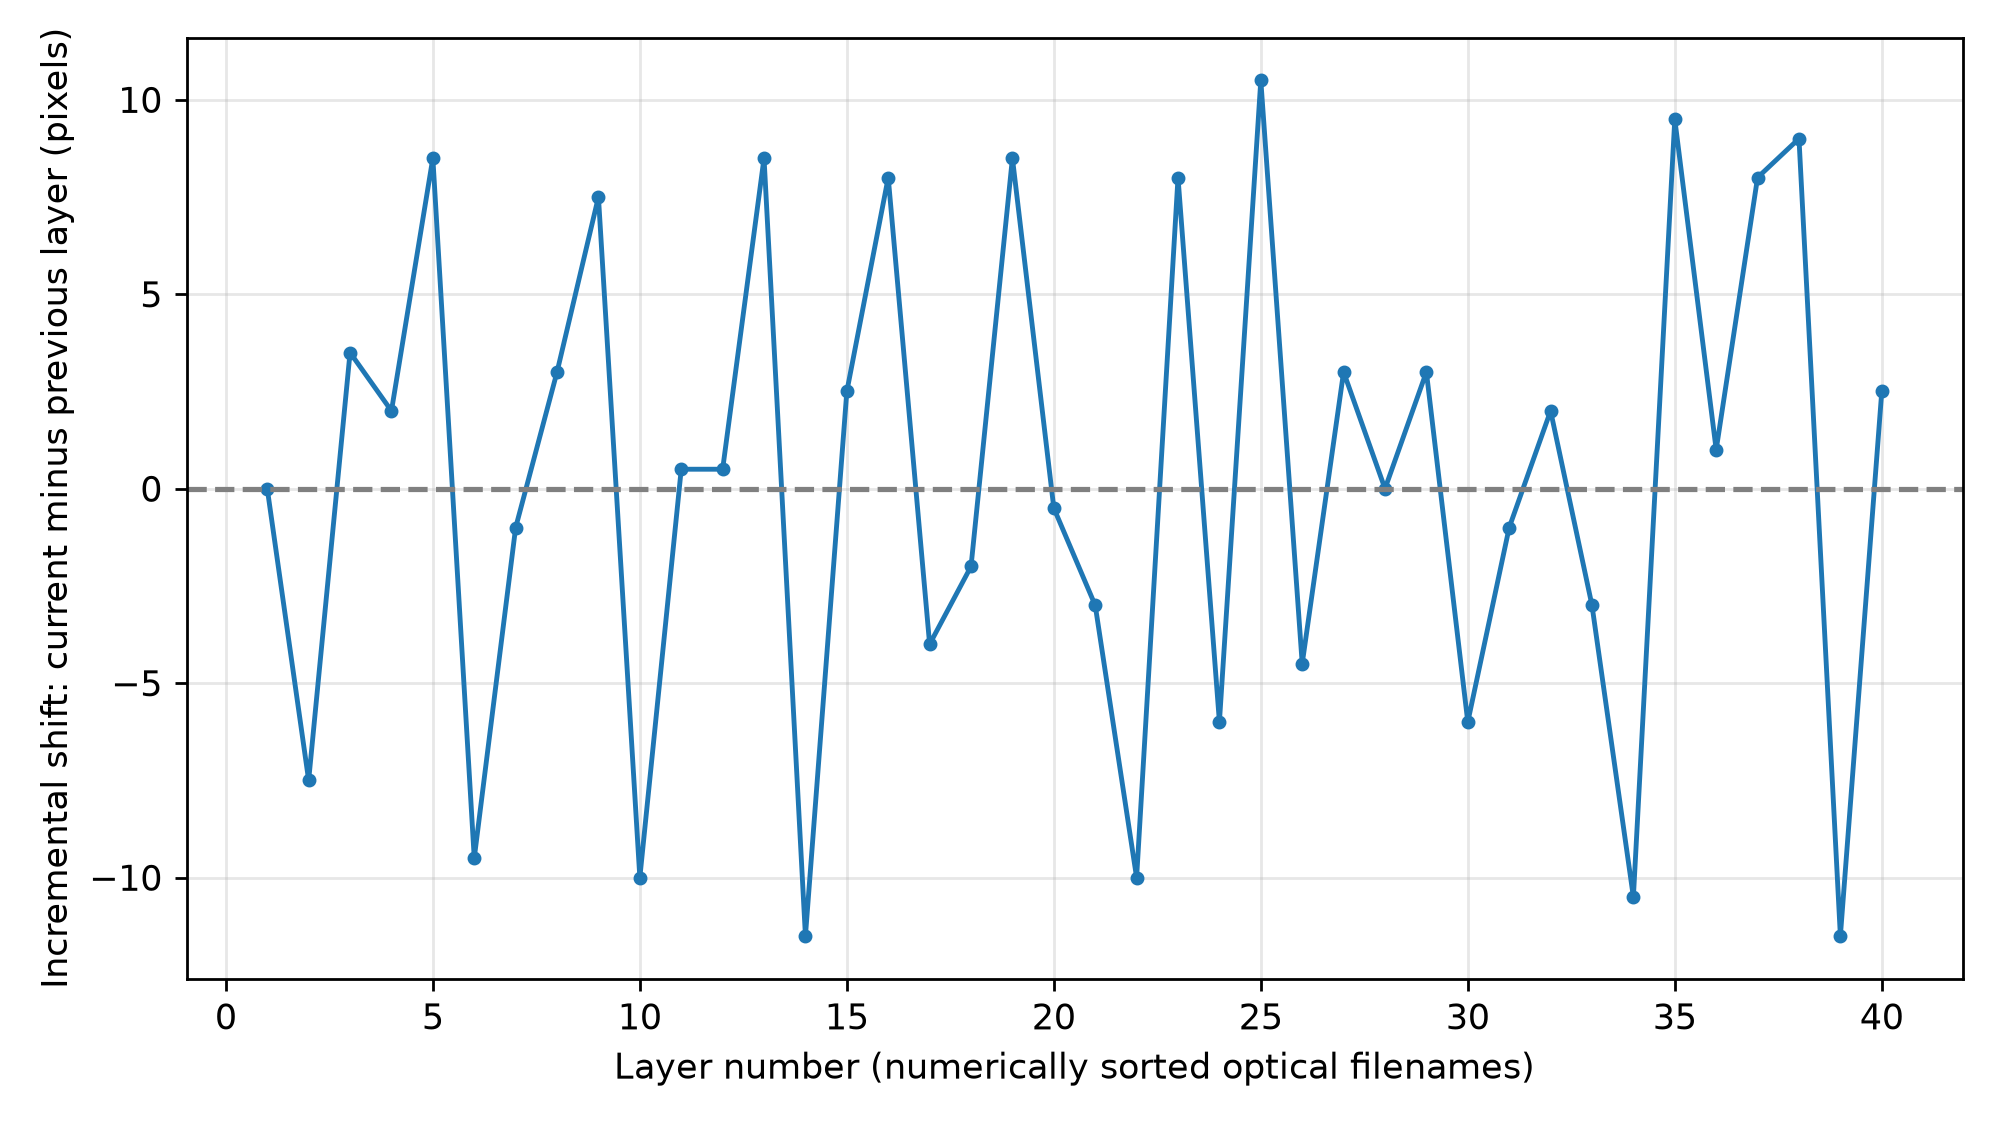 Incremental shift: current minus previous layer (pixels)
10
5
0
−5
−10
0 5 10 15 20 25 30 35 40
Layer number (numerically sorted optical filenames)